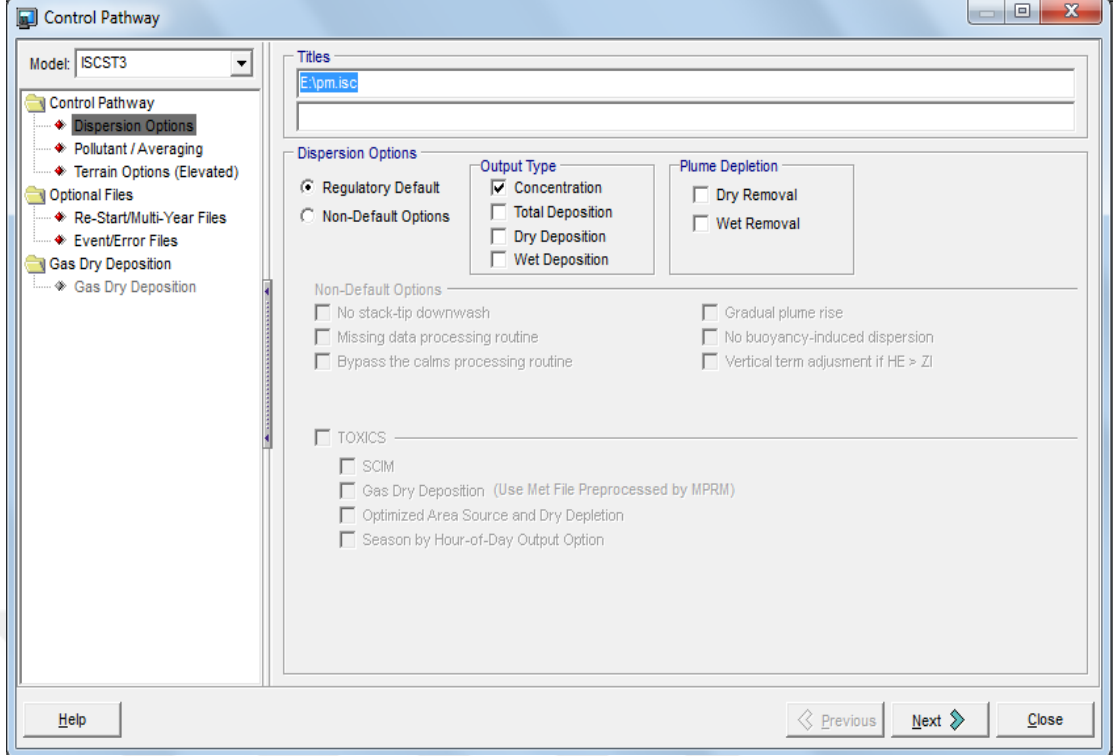 Control Pathway
Model: ISCST3
Control Pathway
Dispersion Options
Pollutant / Averaging
Terrain Options (Elevated)
Optional Files
Re-Start/Multi-Year Files
Event/Error Files
Gas Dry Deposition
Gas Dry Deposition
Titles
E:\pm.isc
Dispersion Options
Regulatory Default
Non-Default Options
Output Type
Concentration
Total Deposition
Dry Deposition
Wet Deposition
Plume Depletion
Dry Removal
Wet Removal
Non-Default Options
No stack-tip downwash
Missing data processing routine
Bypass the calms processing routine
Gradual plume rise
No buoyancy-induced dispersion
Vertical term adjusment if HE > ZI
TOXICS
SCIM
Gas Dry Deposition (Use Met File Preprocessed by MPRM)
Optimized Area Source and Dry Depletion
Season by Hour-of-Day Output Option
Help
Previous
Next
Close